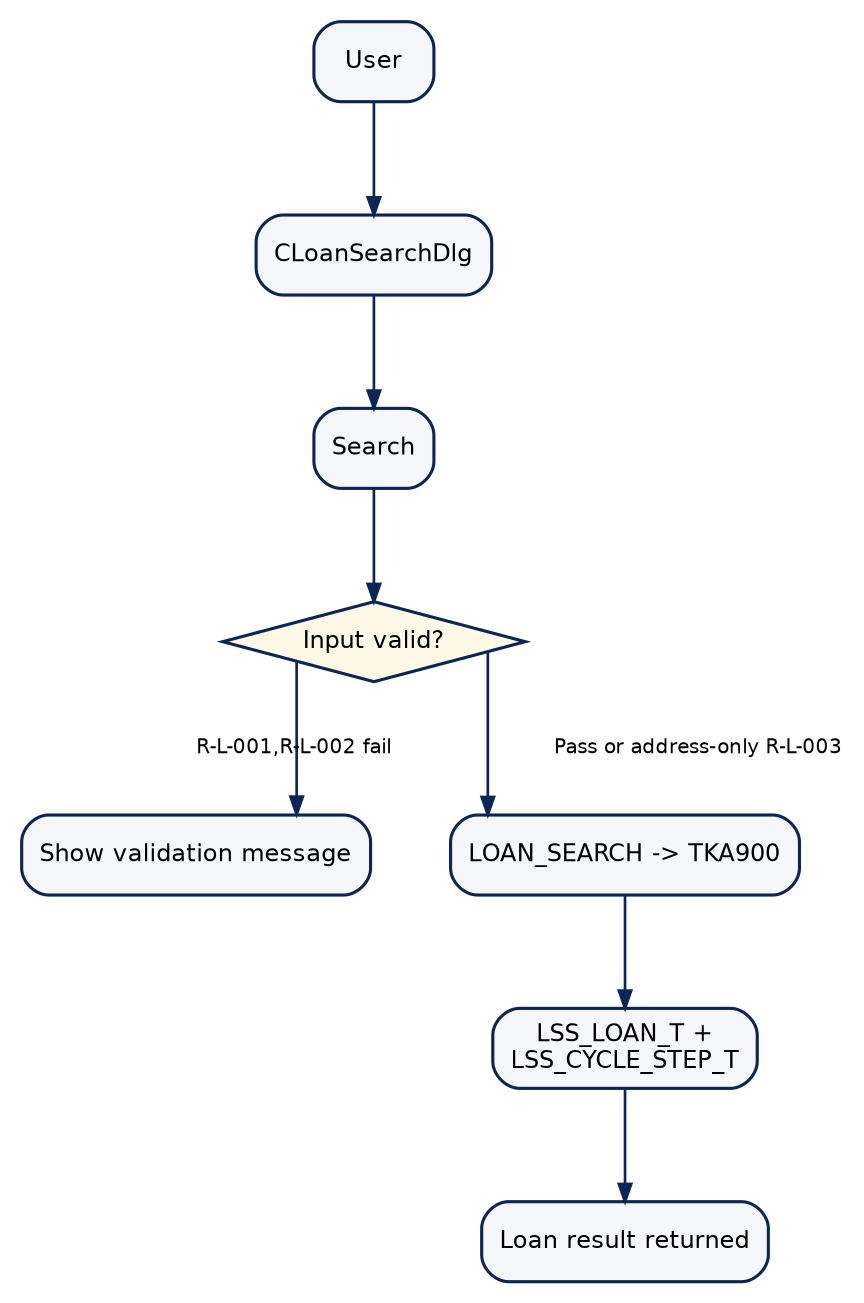 User
CLoanSearchDlg
Search
Input valid?
R-L-001,R-L-002 fail
Pass or address-only R-L-003
Show validation message
LOAN_SEARCH -> TKA900
LSS_LOAN_T +
LSS_CYCLE_STEP_T
Loan result returned